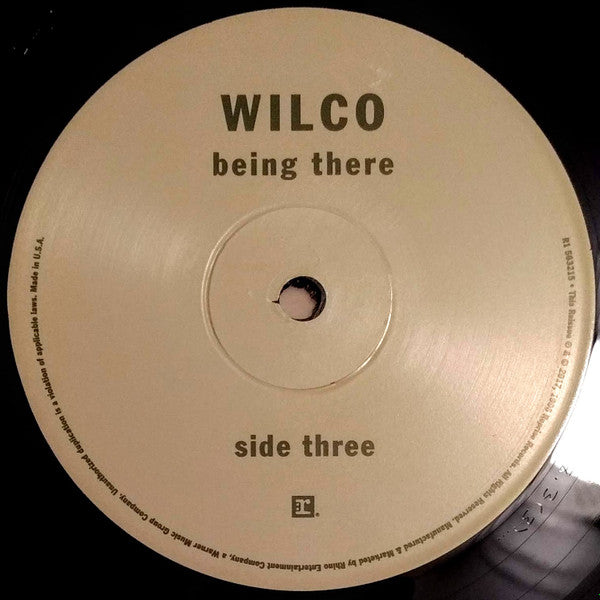 WILCO
being there
side three
R1 563215 • This Reissue ℗ & © 2017, 1996 Reprise Records. All Rights Reserved. Manufactured & Marketed by Rhino Entertainment Company, a Warner Music Group Company. Unauthorized duplication is a violation of applicable laws. Made in U.S.A.